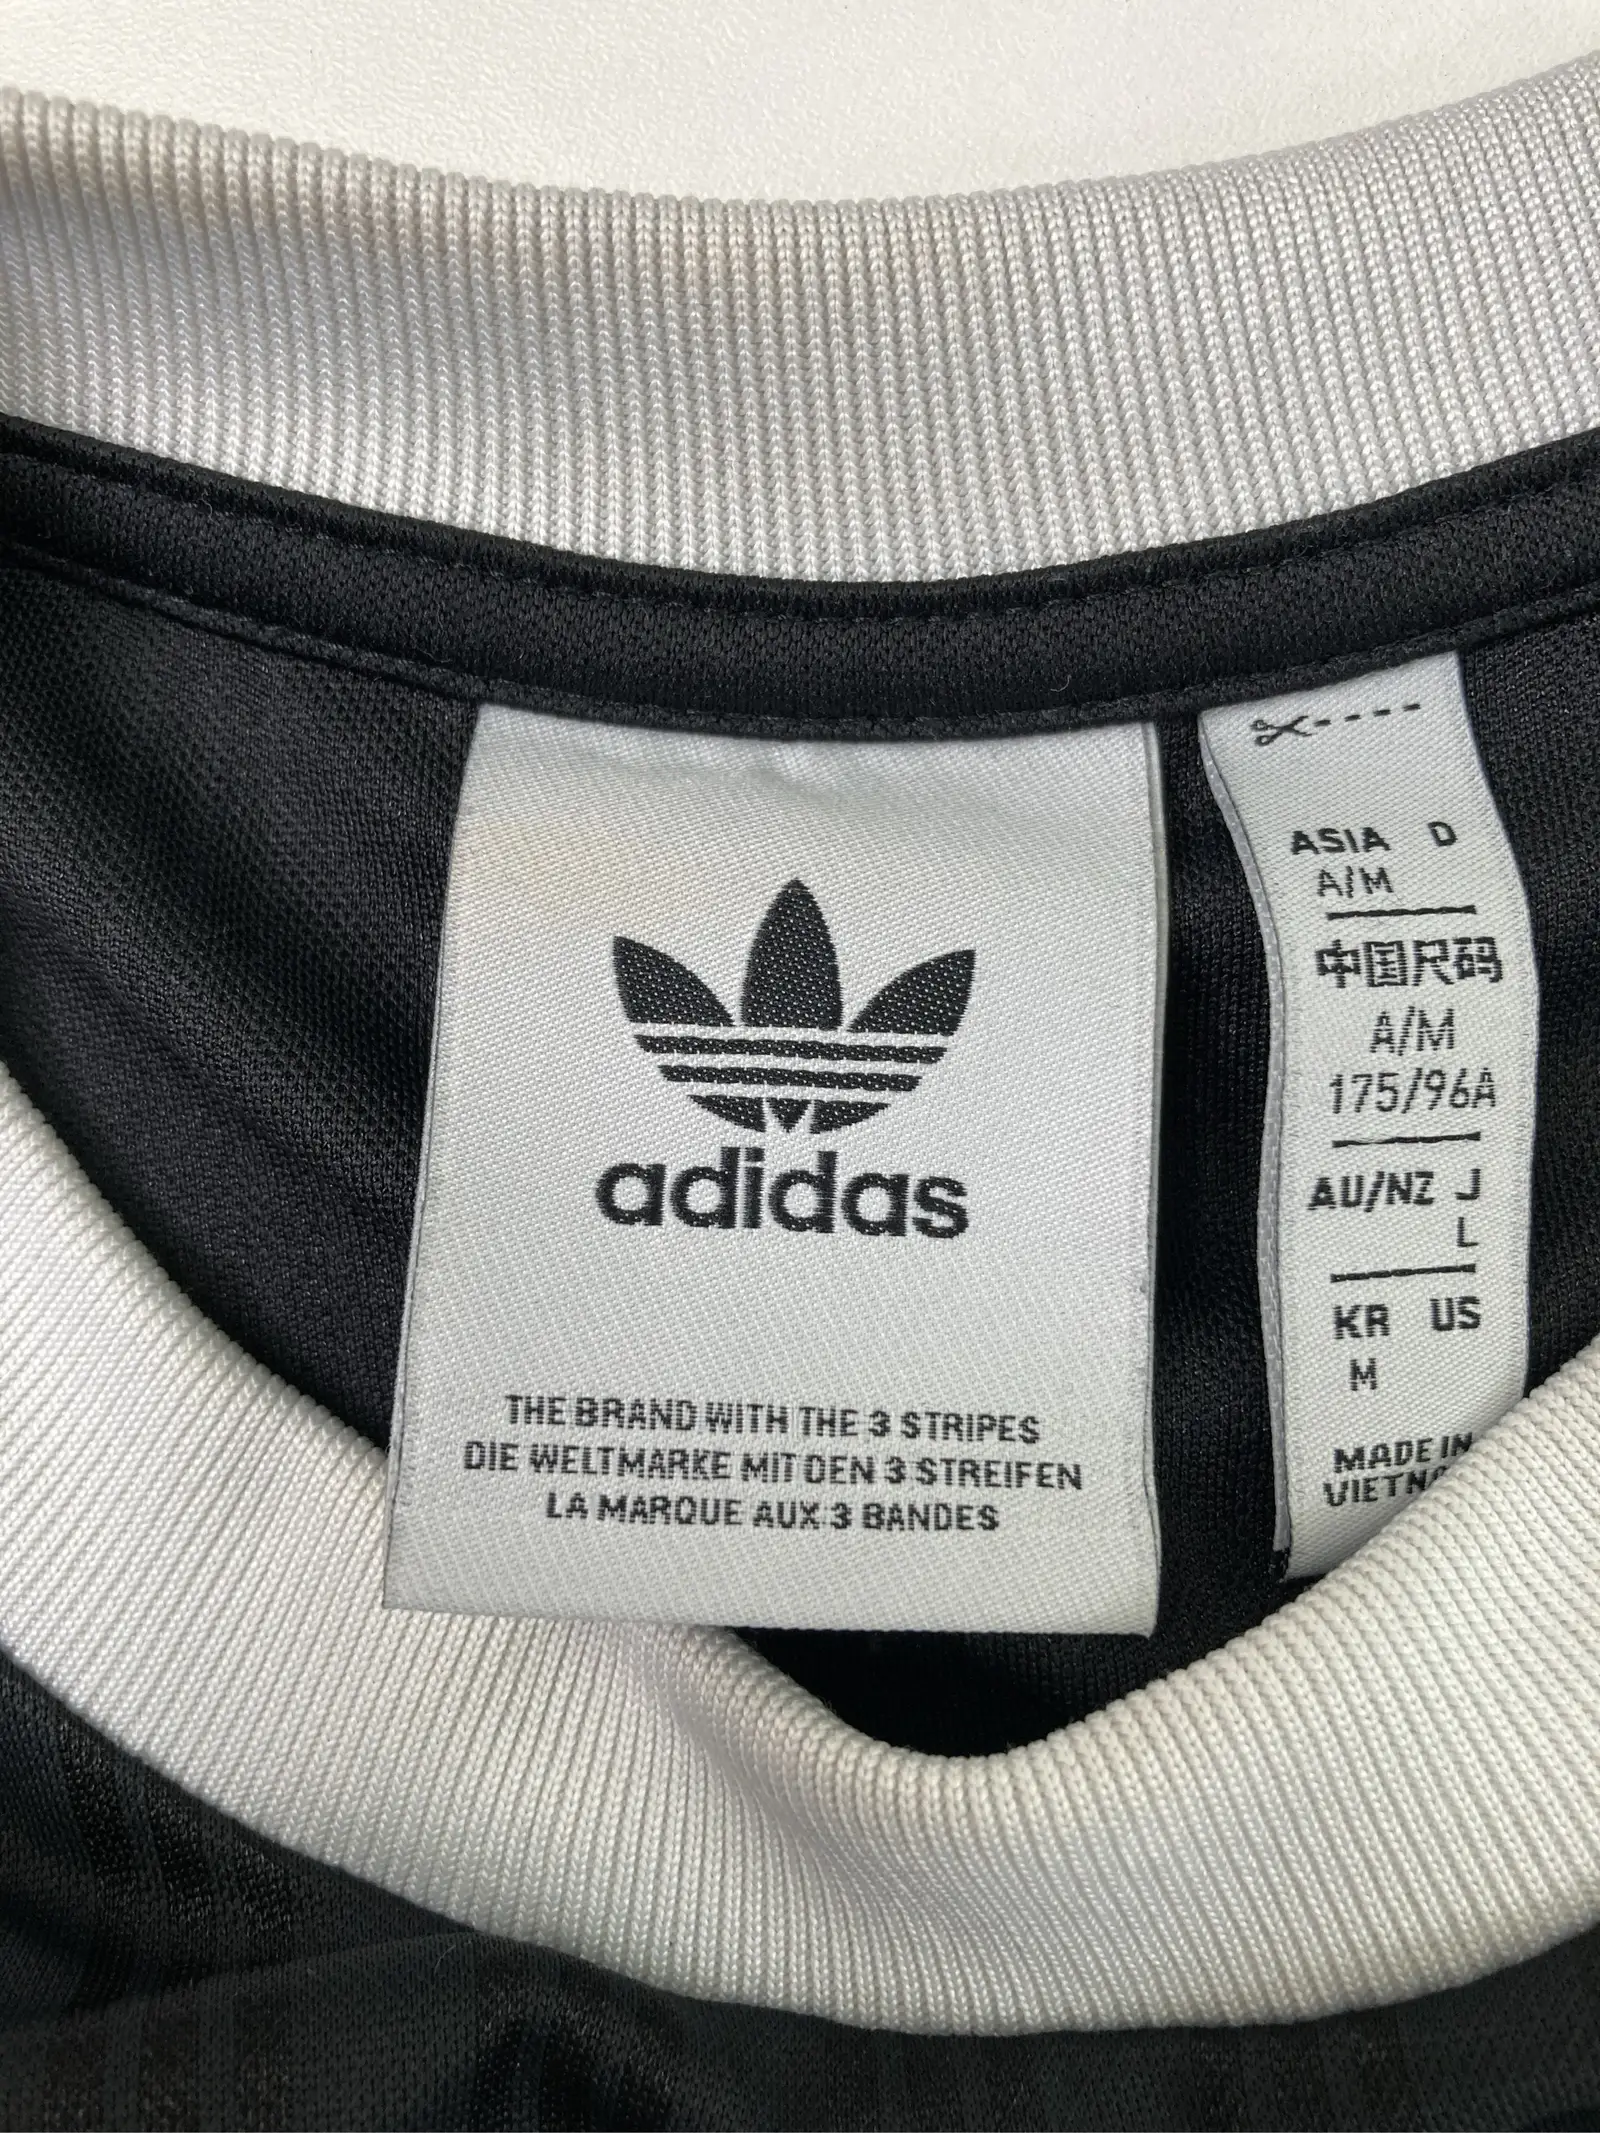 adidas
THE BRAND WITH THE 3 STRIPES
DIE WELTMARKE MIT DEN 3 STREIFEN
LA MARQUE AUX 3 BANDES
ASIA D
A/M
中国尺码
A/M
175/96A
AU/NZ J
L
KR US
M
MADE IN
VIETNA